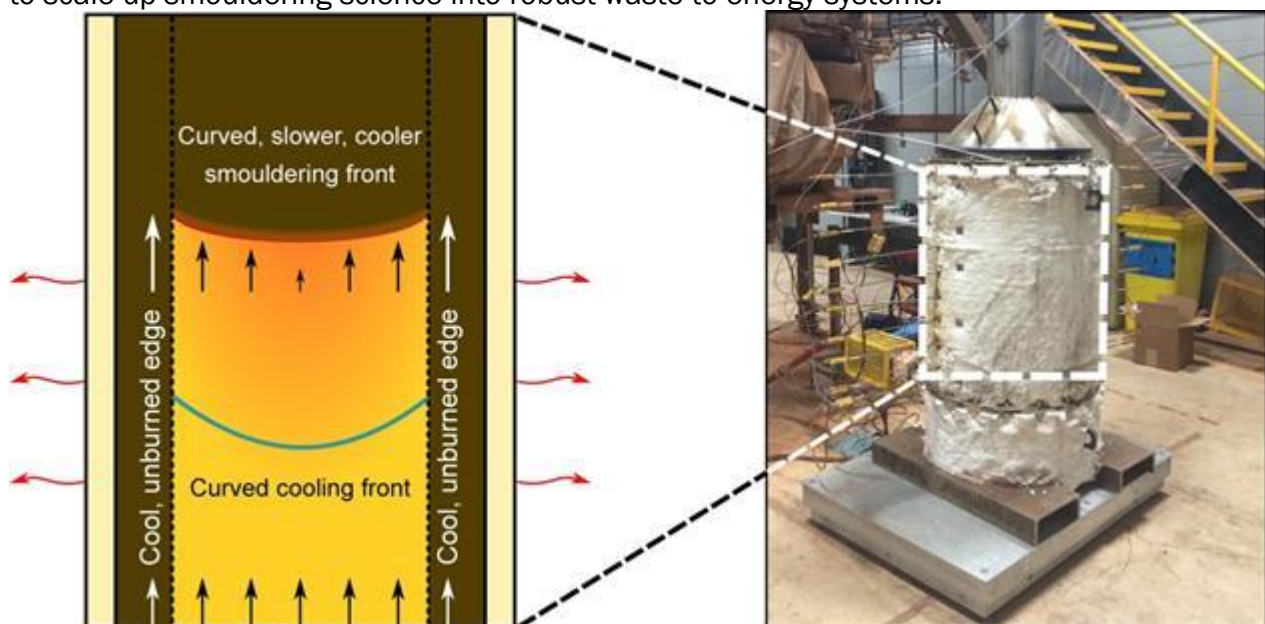 to scale up smouldering science into robust waste to energy systems.
Curved, slower, cooler
smouldering front
Cool, unburned edge
Cool, unburned edge
Curved cooling front